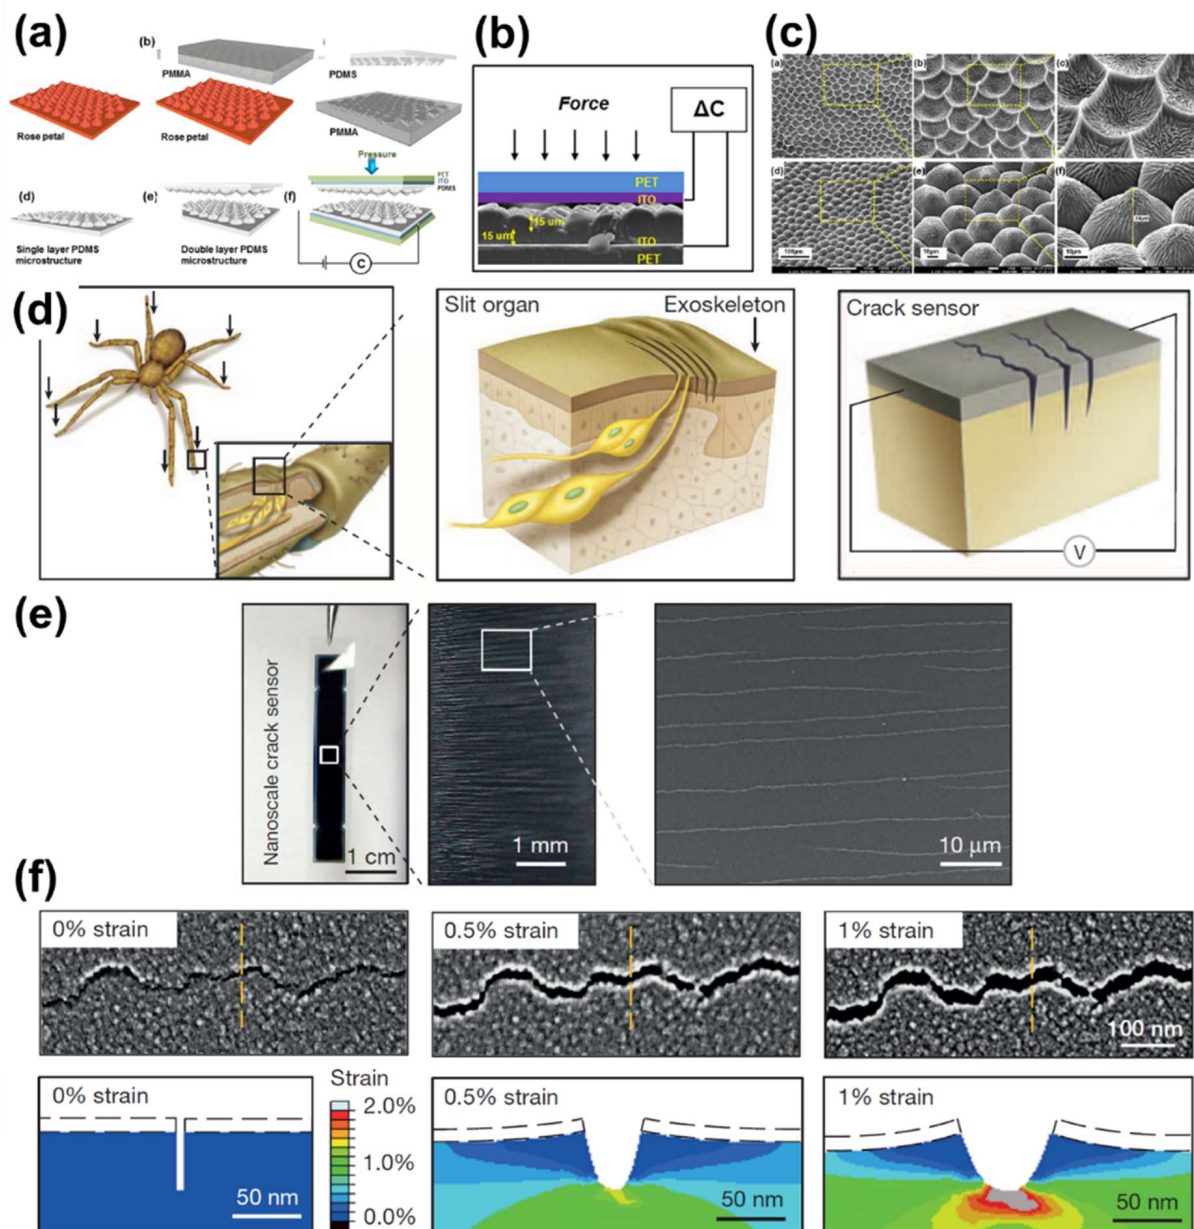 (a)
(b)
PMMA
PDMS
Rose petal
Rose petal
PMMA
Pressure
PET
ITO
PDMS
(d)
(e)
(f)
Single layer PDMS
microstructure
Double layer PDMS
microstructure
C
(b)
Force
ΔC
PET
ITO
15 um
15 um
ITO
PET
(c)
(a)
(b)
(c)
(d)
(e)
(f)
100μm
10μm
10μm
(d)
Slit organ
Exoskeleton
Crack sensor
V
(e)
Nanoscale crack sensor
1 cm
1 mm
10 μm
(f)
0% strain
0.5% strain
1% strain
100 nm
0% strain
Strain
2.0%
1.0%
0.0%
50 nm
0.5% strain
50 nm
1% strain
50 nm